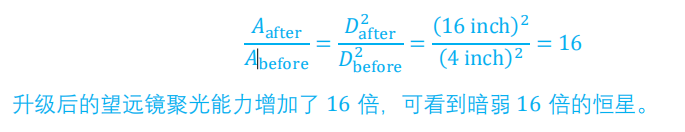 A_after / A_before = D²_after / D²_before = (16 inch)² / (4 inch)² = 16
升级后的望远镜聚光能力增加了 16 倍，可看到暗弱 16 倍的恒星。